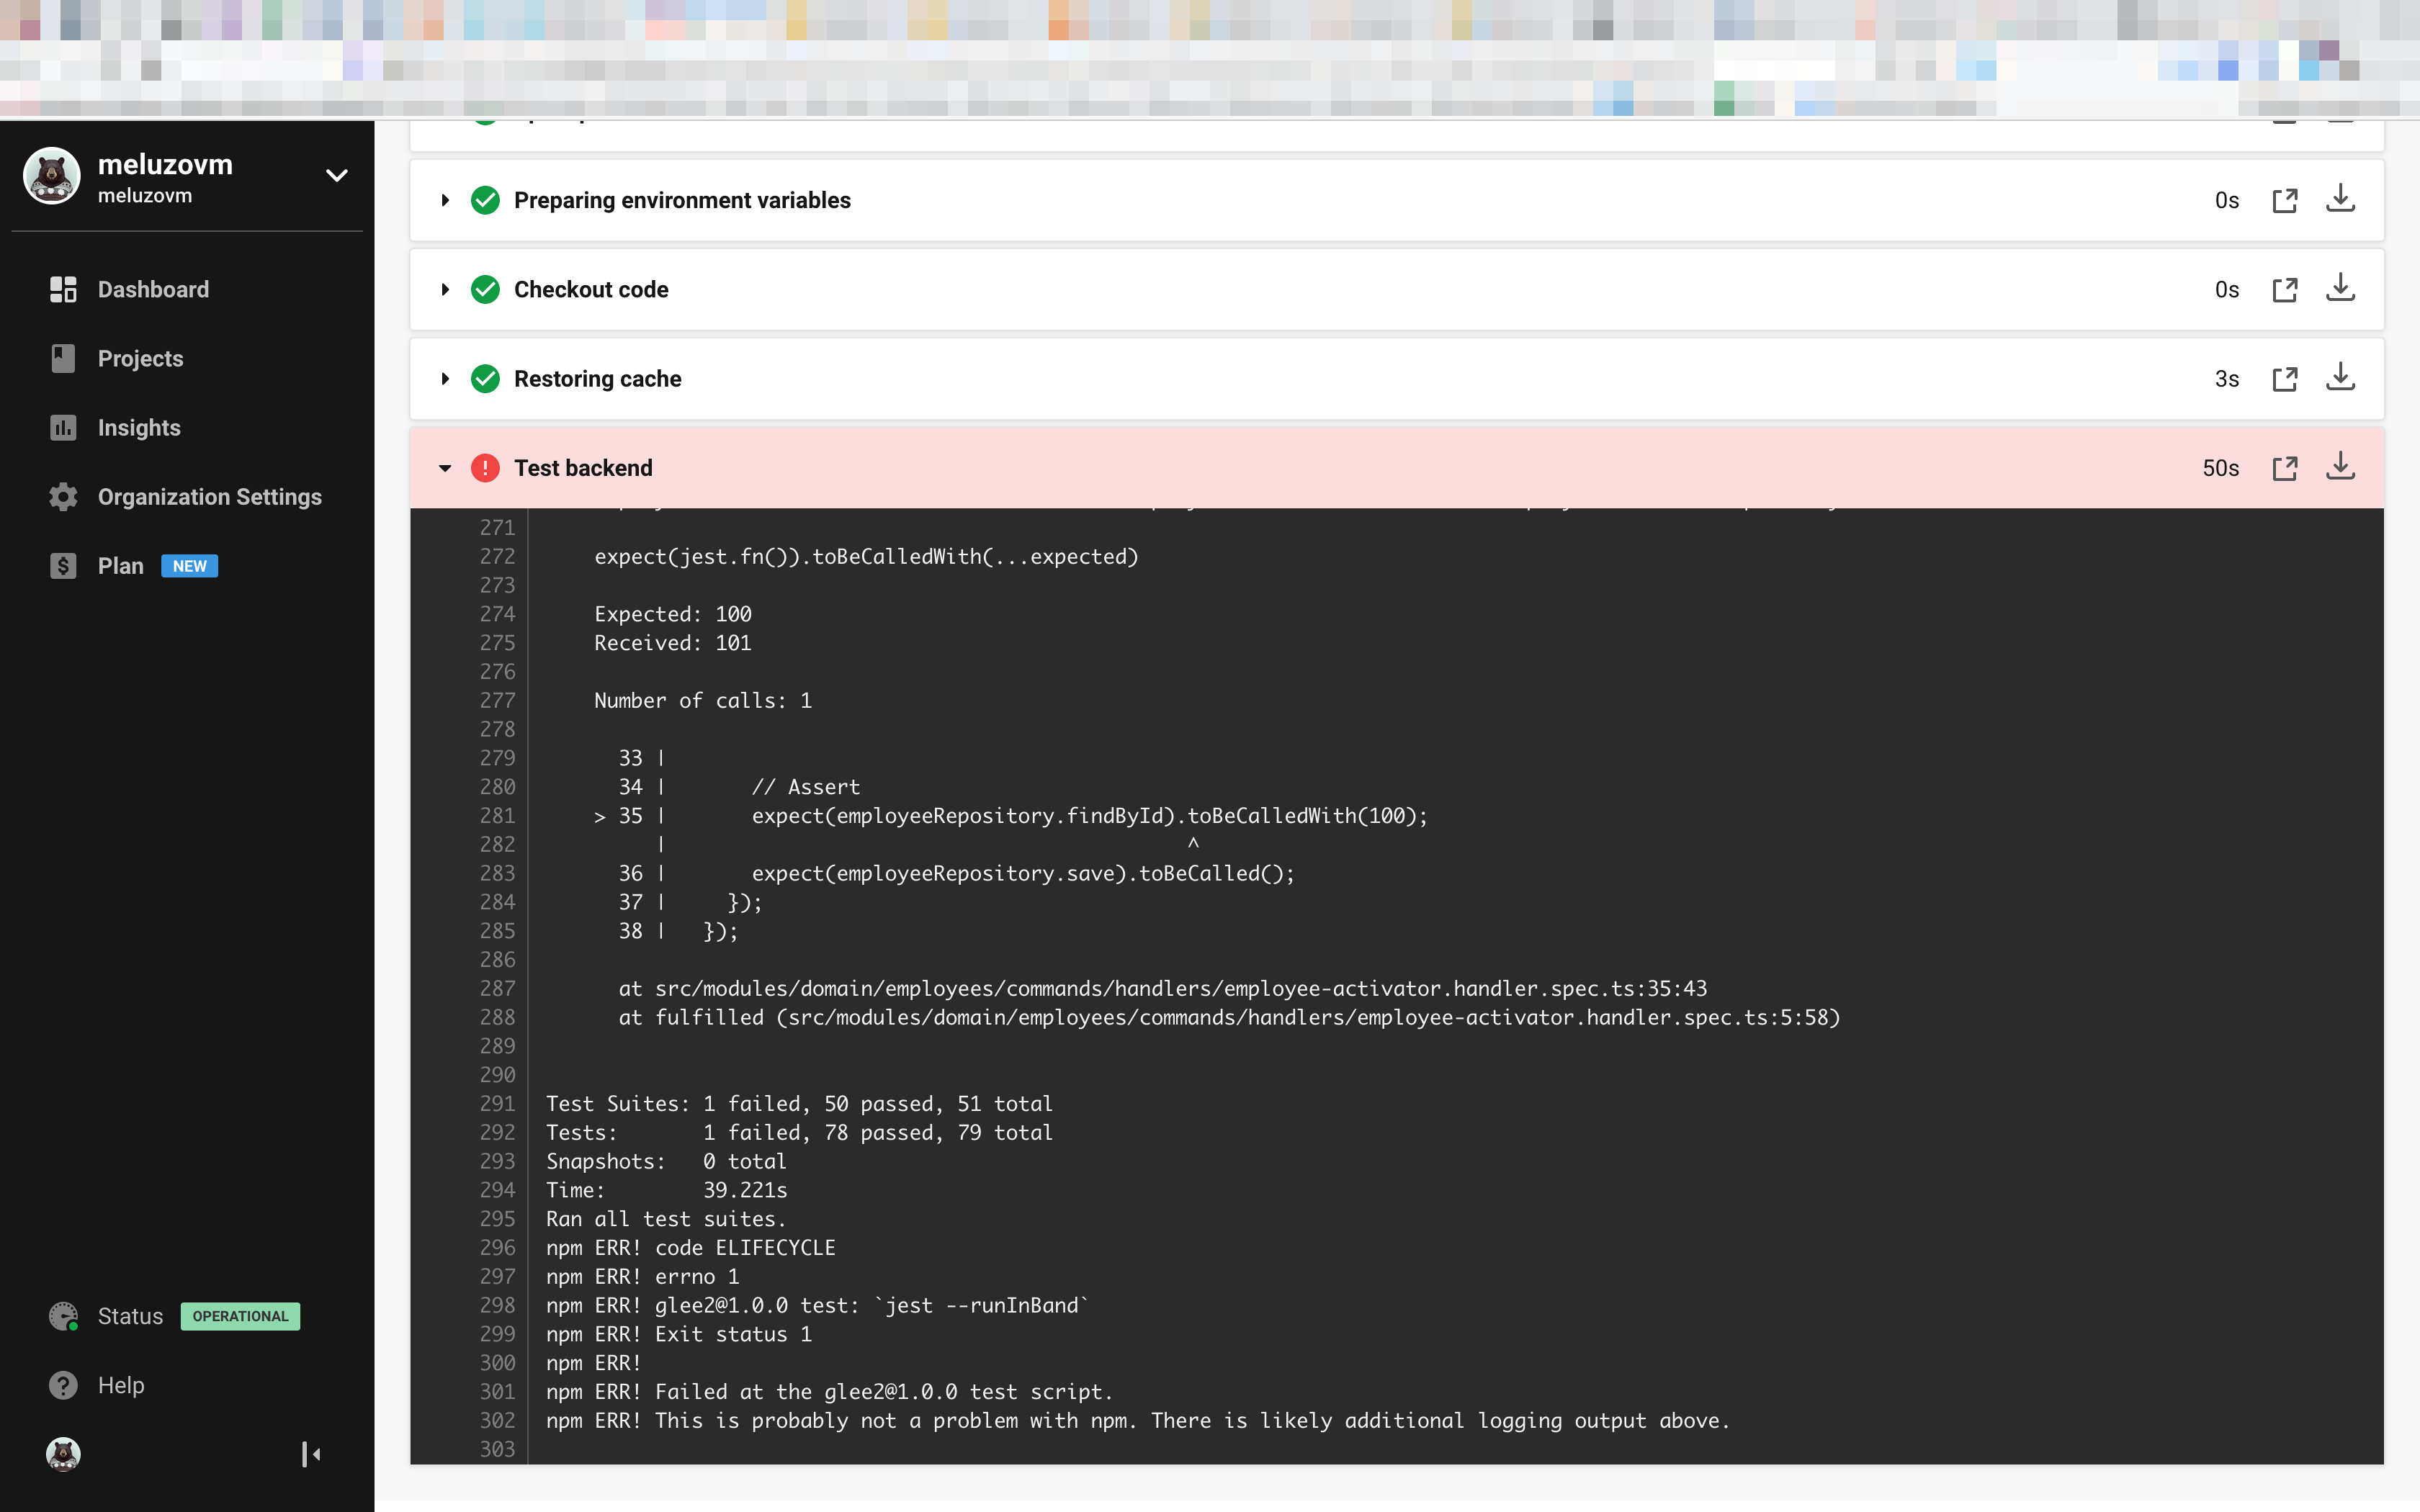 meluzovm
meluzovm
Dashboard
Projects
Insights
Organization Settings
Plan NEW
Status OPERATIONAL
Help
Preparing environment variables 0s
Checkout code 0s
Restoring cache 3s
Test backend 50s
271
272 expect(jest.fn()).toBeCalledWith(...expected)
273
274 Expected: 100
275 Received: 101
276
277 Number of calls: 1
278
279 33 |
280 34 | // Assert
281 > 35 | expect(employeeRepository.findById).toBeCalledWith(100);
282 | ^
283 36 | expect(employeeRepository.save).toBeCalled();
284 37 | });
285 38 | });
286
287 at src/modules/domain/employees/commands/handlers/employee-activator.handler.spec.ts:35:43
288 at fulfilled (src/modules/domain/employees/commands/handlers/employee-activator.handler.spec.ts:5:58)
289
290
291 Test Suites: 1 failed, 50 passed, 51 total
292 Tests: 1 failed, 78 passed, 79 total
293 Snapshots: 0 total
294 Time: 39.221s
295 Ran all test suites.
296 npm ERR! code ELIFECYCLE
297 npm ERR! errno 1
298 npm ERR! glee2@1.0.0 test: `jest --runInBand`
299 npm ERR! Exit status 1
300 npm ERR!
301 npm ERR! Failed at the glee2@1.0.0 test script.
302 npm ERR! This is probably not a problem with npm. There is likely additional logging output above.
303